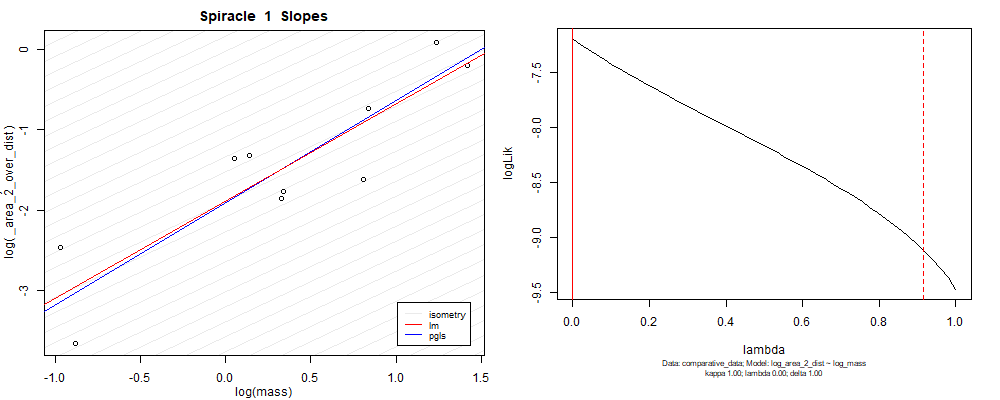 Spiracle 1 Slopes
log(_area_2_over_dist)
0
-1
-2
-3
isometry
lm
pgls
-1.0 -0.5 0.0 0.5 1.0 1.5
log(mass)
logLik
-7.5
-8.0
-8.5
-9.0
-9.5
0.0 0.2 0.4 0.6 0.8 1.0
lambda
Data: comparative_data; Model: log_area_2_dist ~ log_mass
kappa 1.00; lambda 0.00; delta 1.00